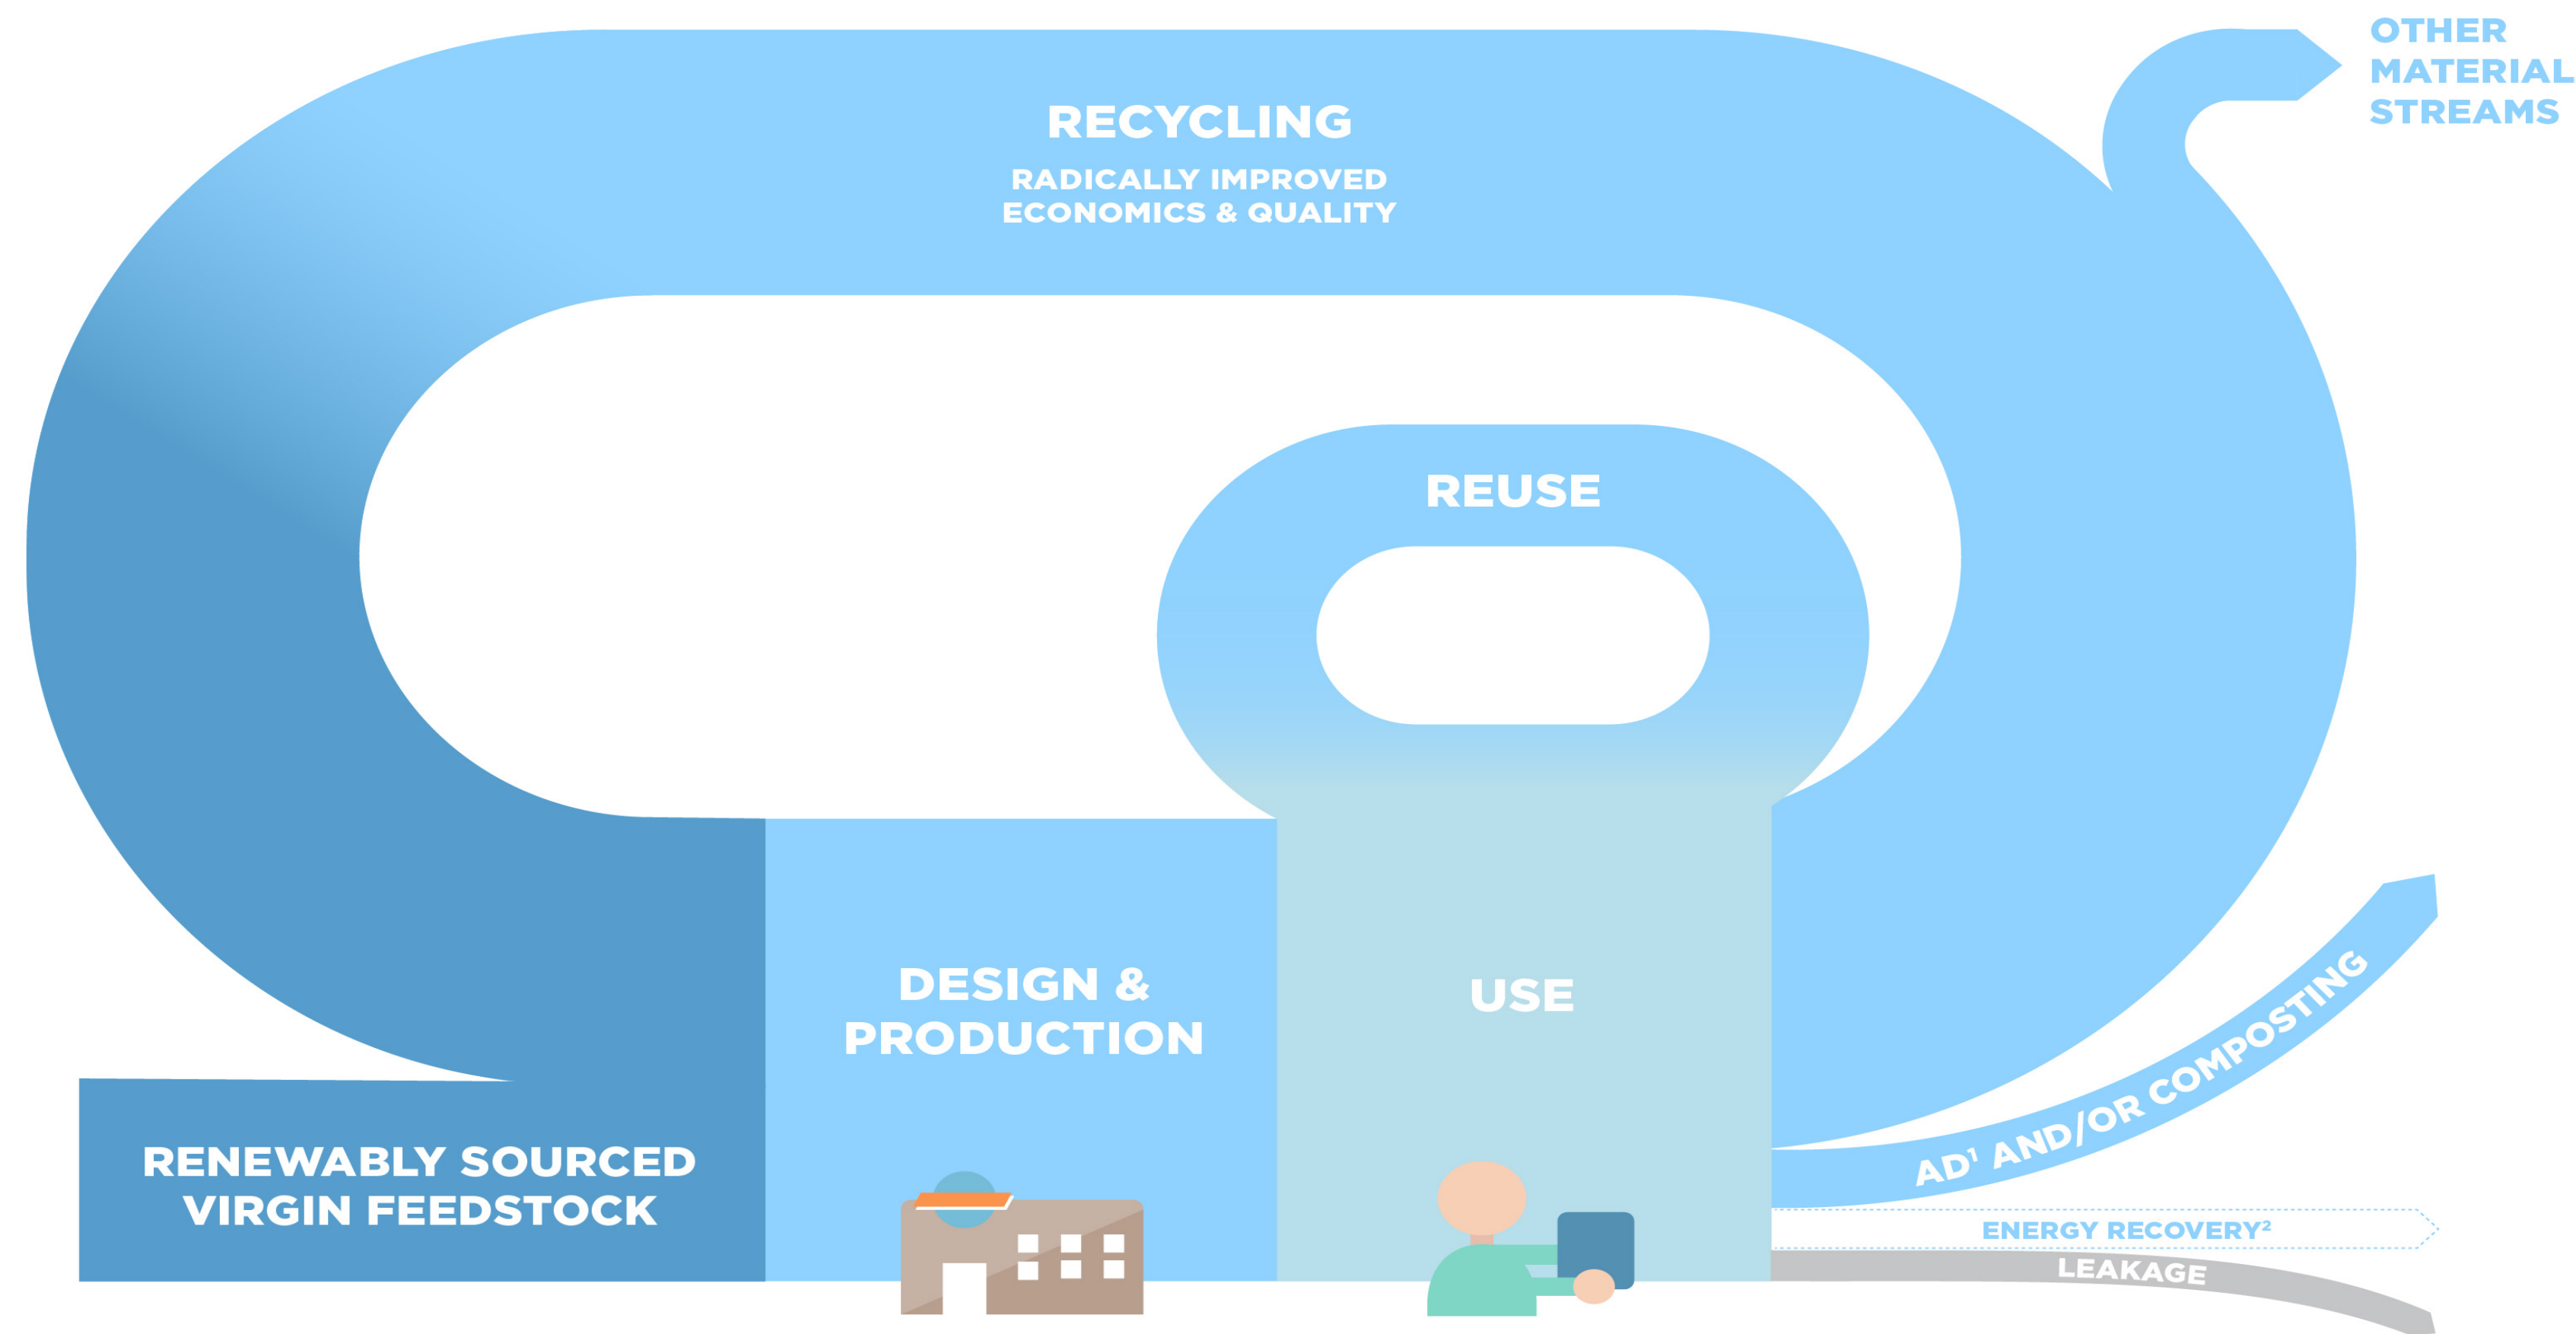 OTHER
MATERIAL
STREAMS
RECYCLING
RADICALLY IMPROVED
ECONOMICS & QUALITY
REUSE
DESIGN &
PRODUCTION
USE
RENEWABLY SOURCED
VIRGIN FEEDSTOCK
AD¹ AND/OR COMPOSTING
ENERGY RECOVERY²
LEAKAGE